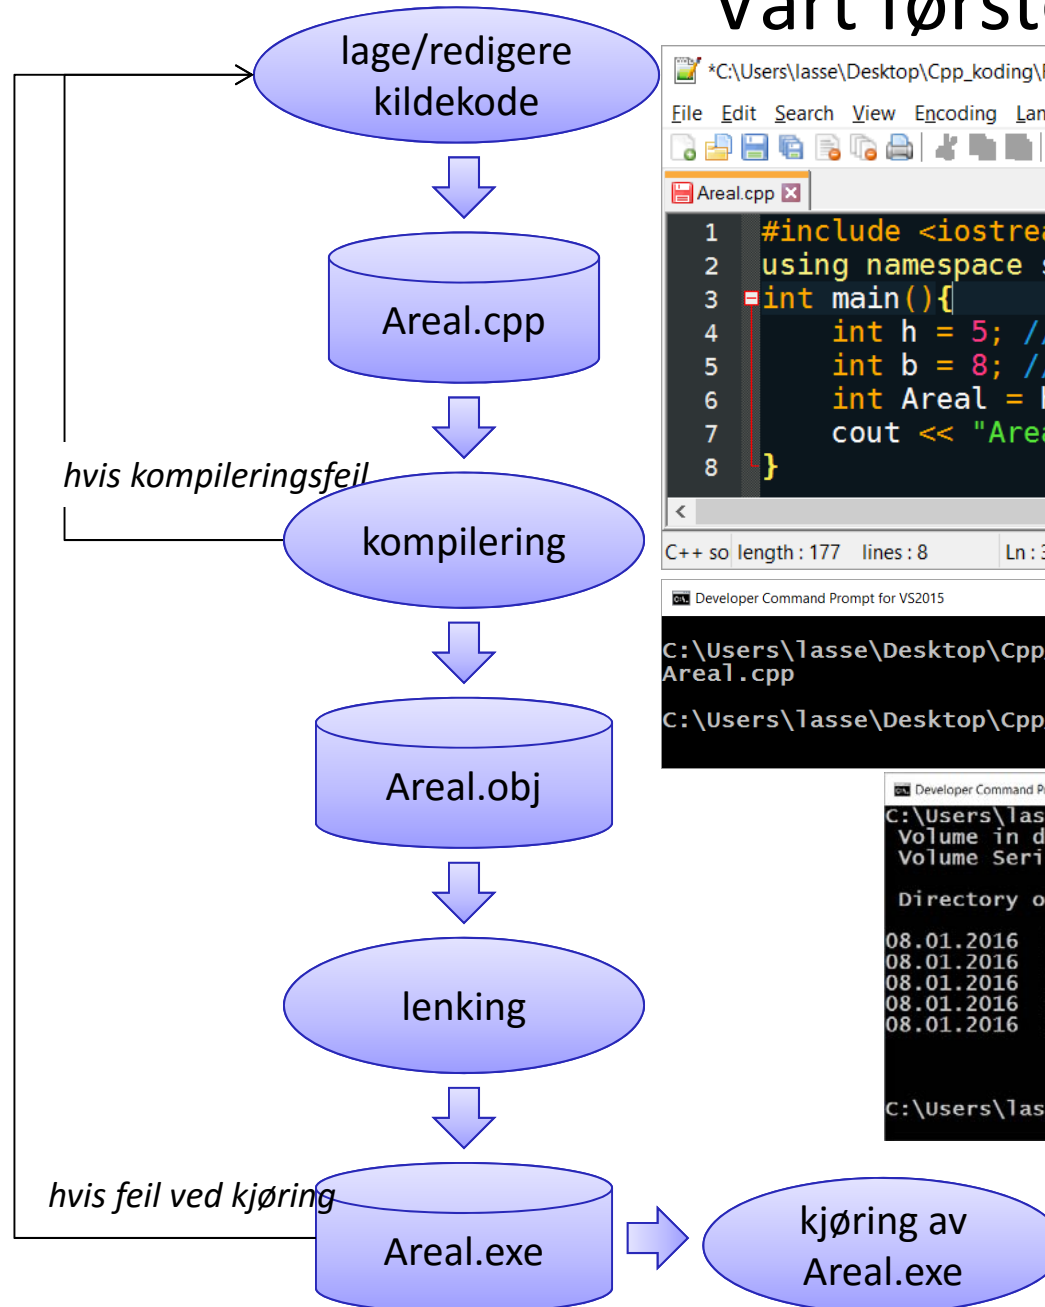 Vårt første
lage/redigere
kildekode
Areal.cpp
hvis kompileringsfeil
kompilering
Areal.obj
lenking
hvis feil ved kjøring
Areal.exe
kjøring av
Areal.exe
*C:\Users\lasse\Desktop\Cpp_koding\
File Edit Search View Encoding Lan
Areal.cpp
1 #include <iostrea
2 using namespace s
3 int main(){
4 int h = 5; //
5 int b = 8; //
6 int Areal = h
7 cout << "Area
8 }
C++ so length : 177 lines : 8 Ln : 3
Developer Command Prompt for VS2015
C:\Users\lasse\Desktop\Cpp_
Areal.cpp
C:\Users\lasse\Desktop\Cpp_
Developer Command P
C:\Users\las
Volume in d
Volume Seri
Directory o
08.01.2016
08.01.2016
08.01.2016
08.01.2016
08.01.2016
C:\Users\las